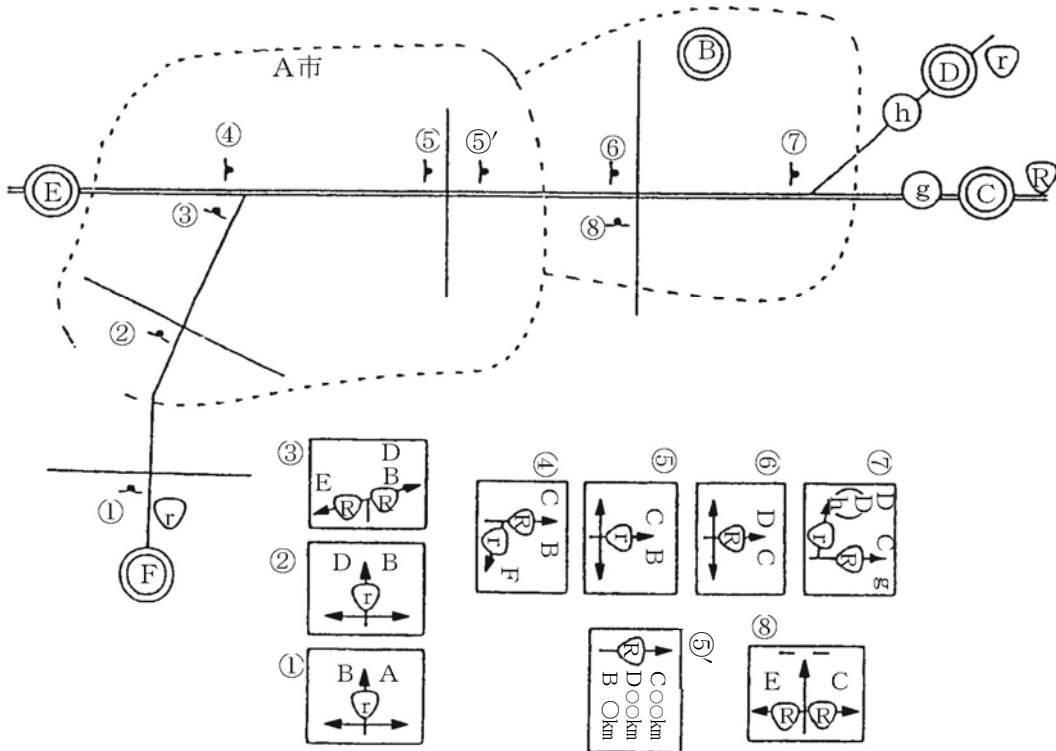 A市
B
D
r
h
④
⑤
⑤′
⑥
⑦
E
g
C
R
③
⑧
②
①
r
F
③
D
E B
R R
②
D B
r
①
B A
r
④
C
R B
r F
⑤
C
r B
⑥
D
R C
⑦
D
(D)
h
r
C
R g
⑤′
R
C○○km
D○○km
B ○km
⑧
E C
R R